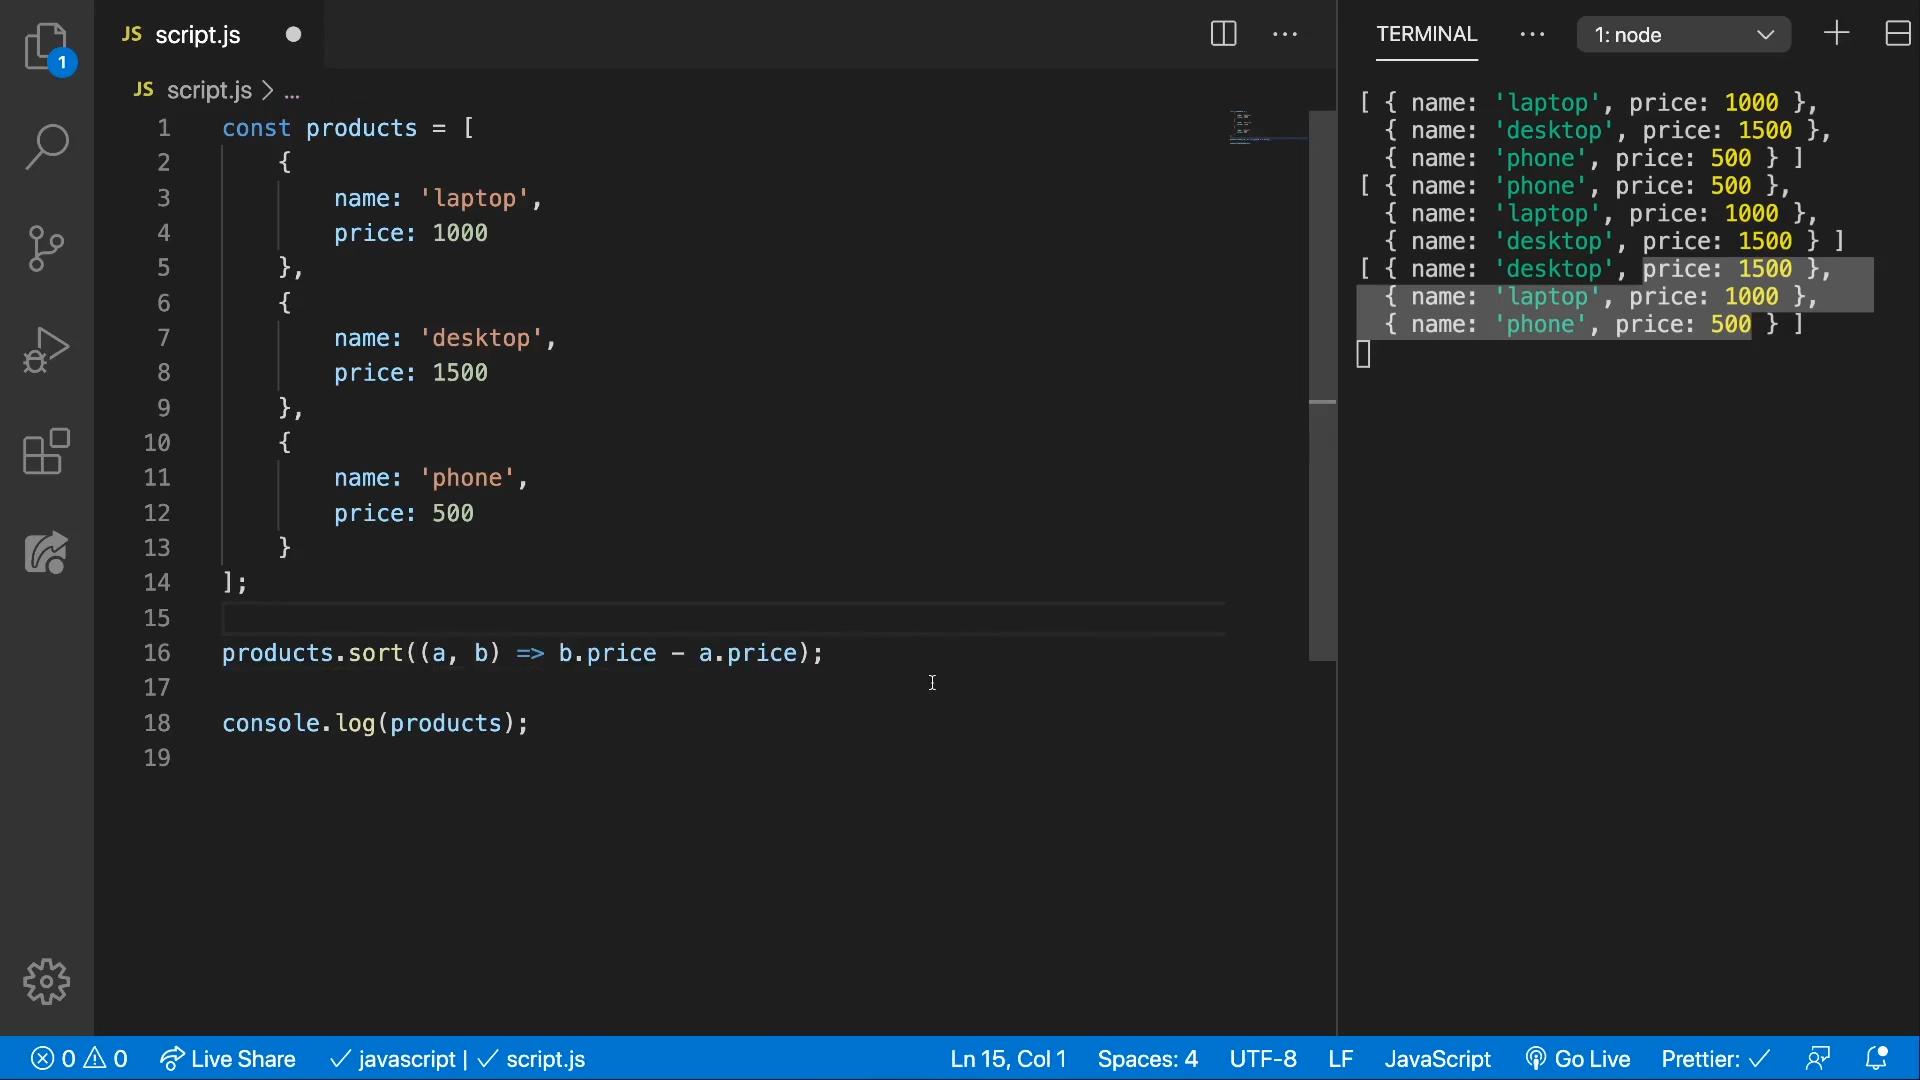 JS script.js
TERMINAL ... 1: node
1
JS script.js > ...
1 const products = [
2 {
3 name: 'laptop',
4 price: 1000
5 },
6 {
7 name: 'desktop',
8 price: 1500
9 },
10 {
11 name: 'phone',
12 price: 500
13 }
14 ];
15
16 products.sort((a, b) => b.price - a.price);
17
18 console.log(products);
19
[ { name: 'laptop', price: 1000 },
{ name: 'desktop', price: 1500 },
{ name: 'phone', price: 500 } ]
[ { name: 'phone', price: 500 },
{ name: 'laptop', price: 1000 },
{ name: 'desktop', price: 1500 } ]
[ { name: 'desktop', price: 1500 },
{ name: 'laptop', price: 1000 },
{ name: 'phone', price: 500 } ]
0 0 Live Share javascript | script.js Ln 15, Col 1 Spaces: 4 UTF-8 LF JavaScript Go Live Prettier: ✓